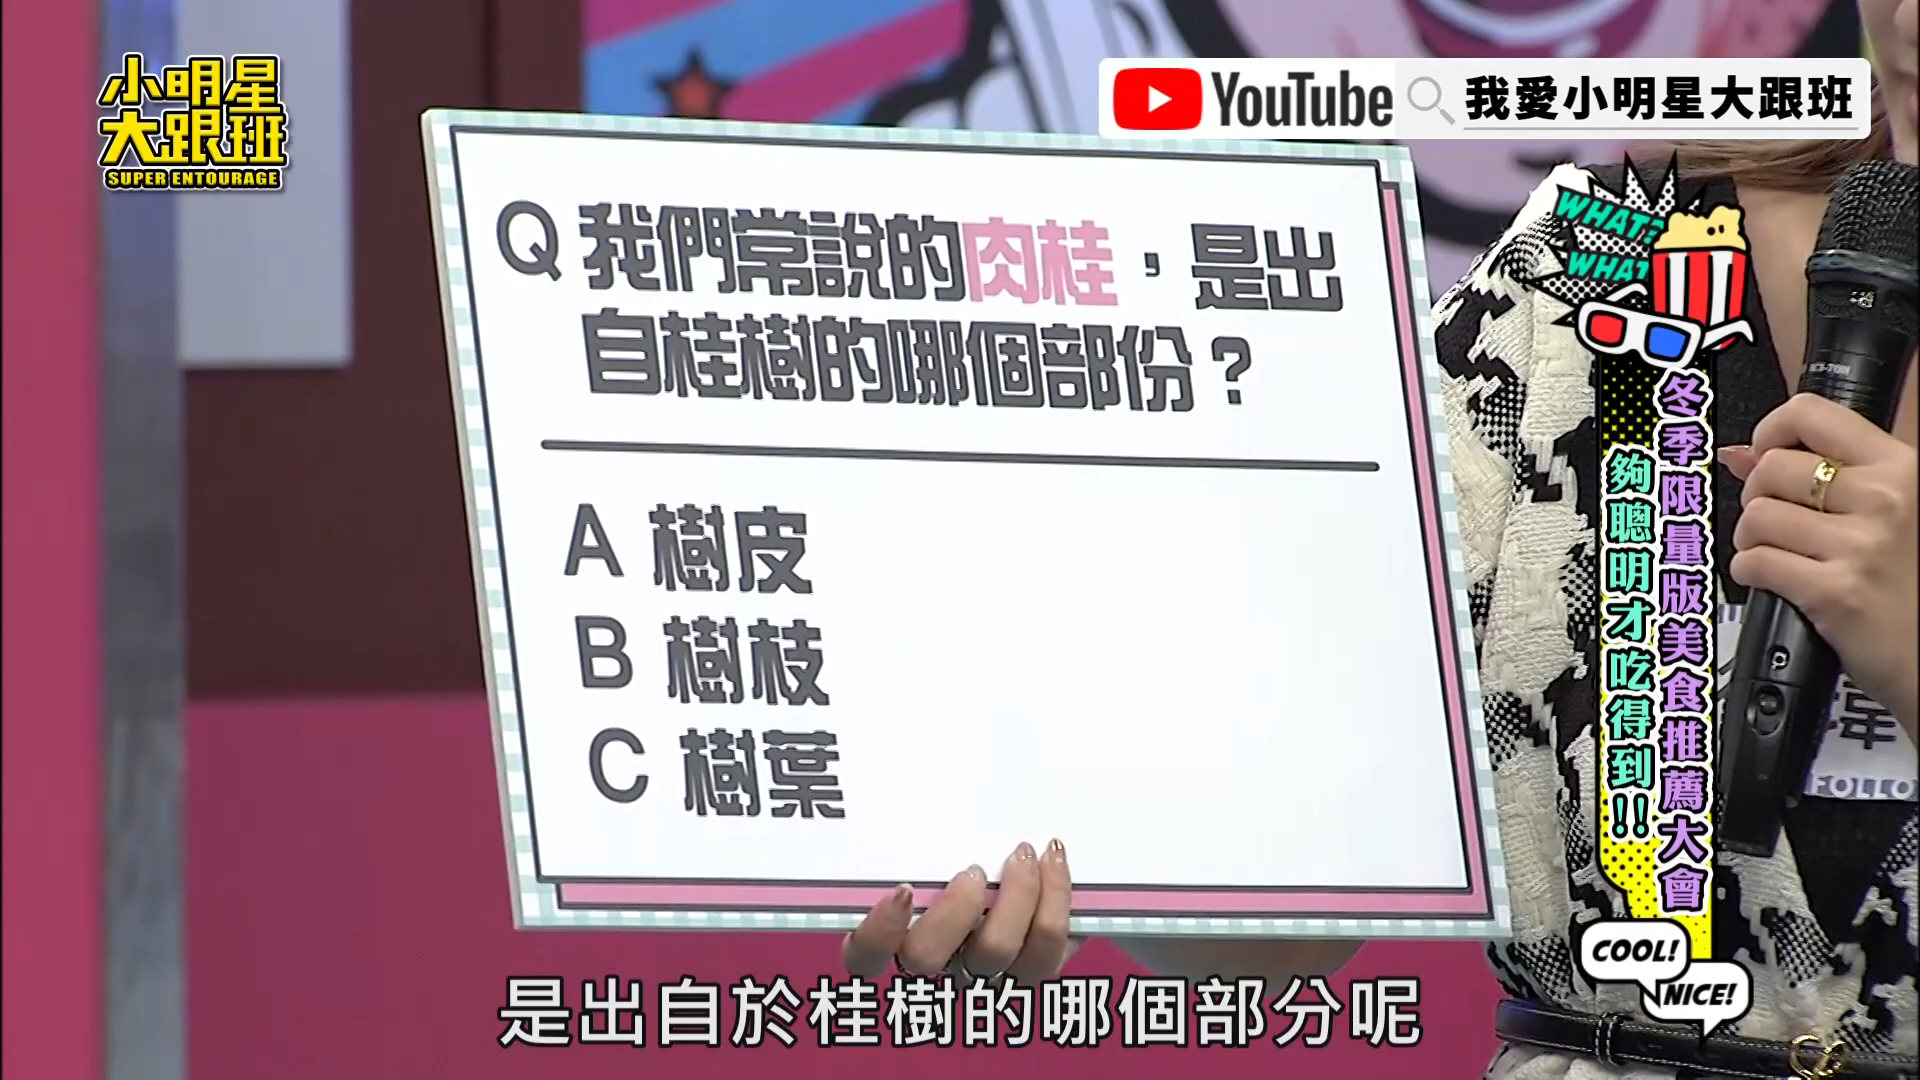 小明星
大跟班
SUPER ENTOURAGE
YouTube 我愛小明星大跟班
Q 我們常說的肉桂，是出
自桂樹的哪個部份？
A 樹皮
B 樹枝
C 樹葉
WHAT?
WHAT
冬季限量版美食推薦大會
夠聰明才吃得到!!
FOLLO
COOL!
NICE!
是出自於桂樹的哪個部分呢